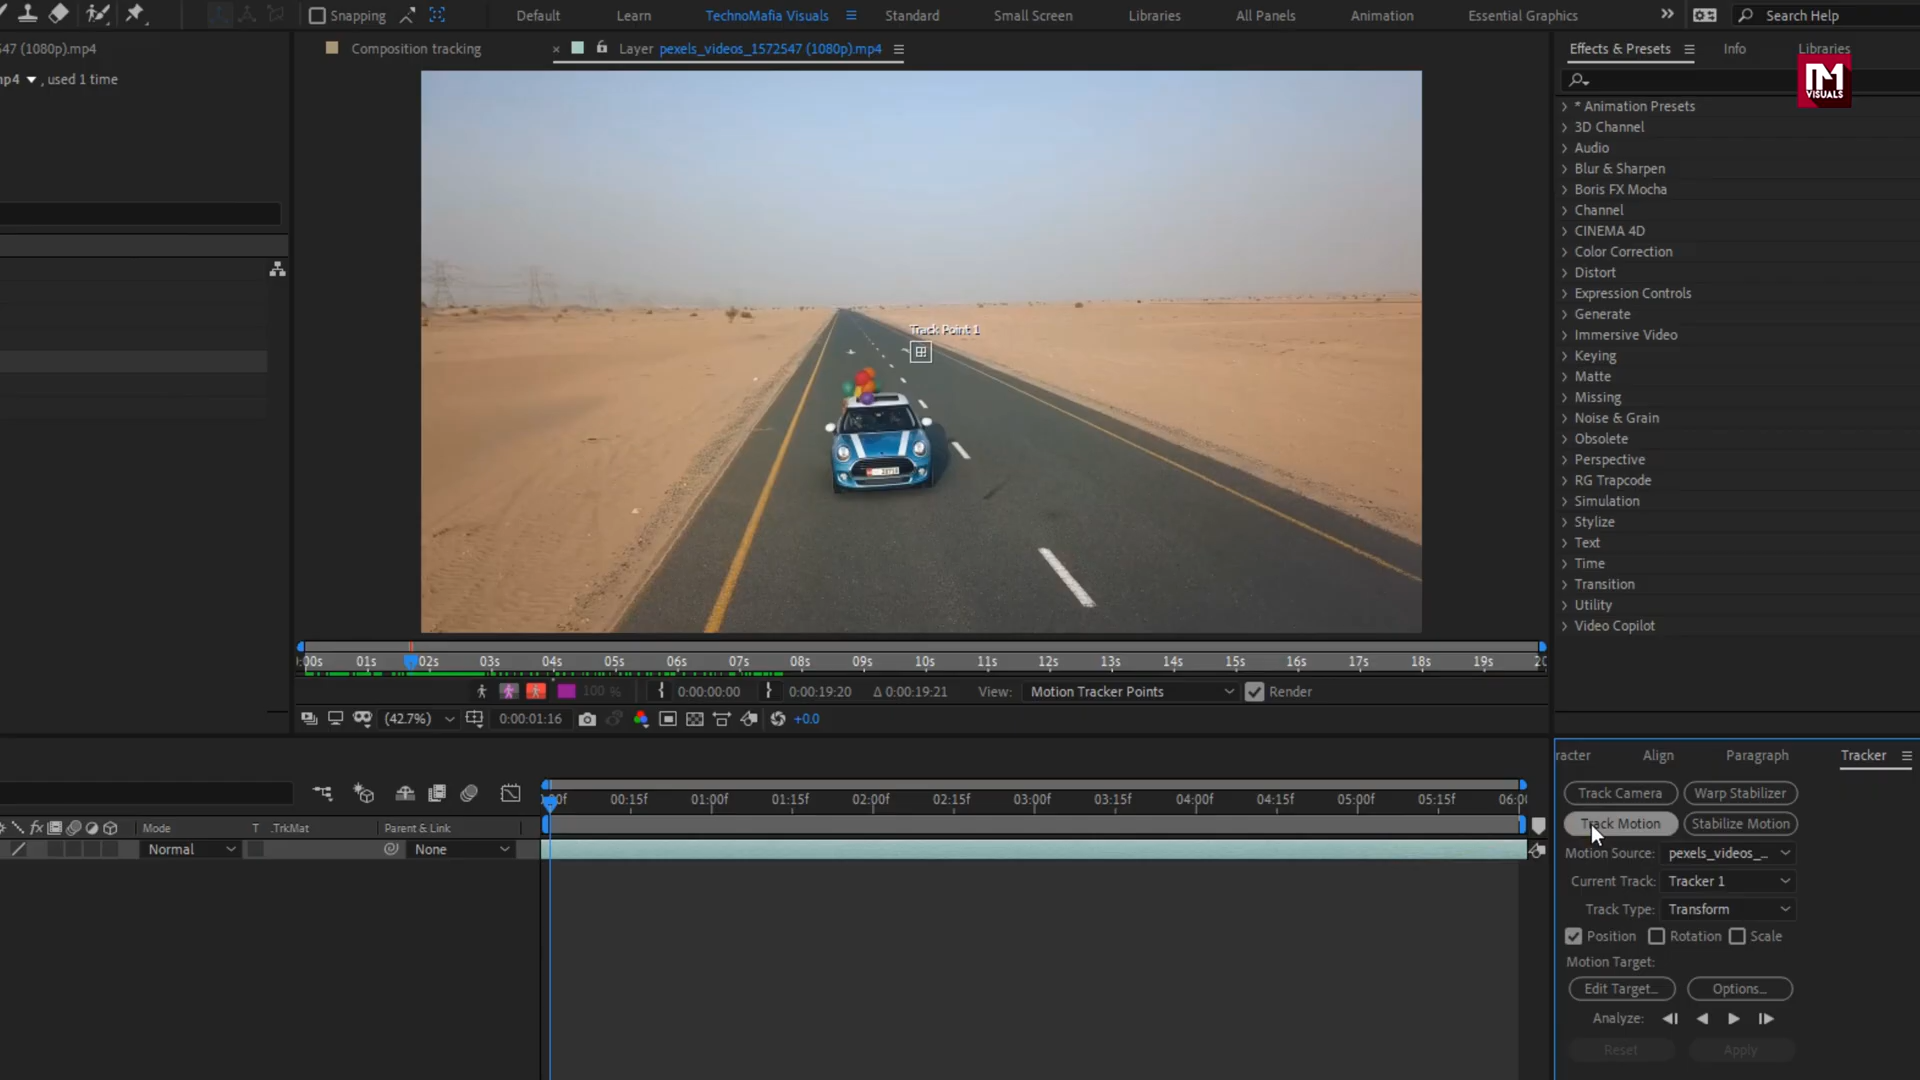 Snapping
Default
Learn
TechnoMafia Visuals
Standard
Small Screen
Libraries
All Panels
Animation
Essential Graphics
Search Help
47 (1080p).mp4
Composition tracking
× Layer pexels_videos_1572547 (1080p).mp4
Effects & Presets
Info
Libraries
VISUALS
p4 , used 1 time
* Animation Presets
3D Channel
Audio
Blur & Sharpen
Boris FX Mocha
Channel
CINEMA 4D
Color Correction
Distort
Expression Controls
Generate
Immersive Video
Keying
Matte
Missing
Noise & Grain
Obsolete
Perspective
RG Trapcode
Simulation
Stylize
Text
Time
Transition
Utility
Video Copilot
Track Point 1
:00s 01s 02s 03s 04s 05s 06s 07s 08s 09s 10s 11s 12s 13s 14s 15s 16s 17s 18s 19s 20
100 % 0:00:00:00 0:00:19:20 Δ 0:00:19:21 View: Motion Tracker Points Render
(42.7%) 0:00:01:16 +0.0
racter
Align
Paragraph
Tracker
Track Camera
Warp Stabilizer
Track Motion
Stabilize Motion
Motion Source: pexels_videos_...
Current Track: Tracker 1
Track Type: Transform
Position Rotation Scale
Motion Target:
Edit Target...
Options...
Analyze:
Reset
Apply
:00f 00:15f 01:00f 01:15f 02:00f 02:15f 03:00f 03:15f 04:00f 04:15f 05:00f 05:15f 06:00
fx Mode T .TrkMat Parent & Link
Normal None